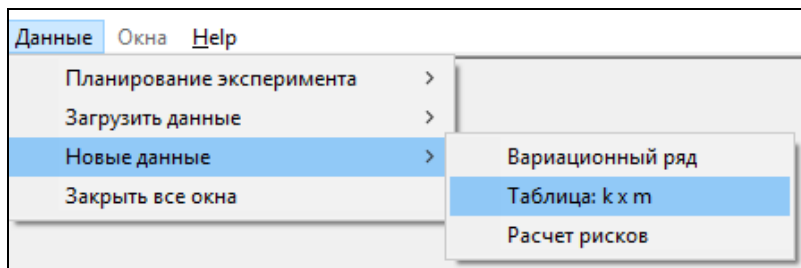 Данные Окна Help
Планирование эксперимента >
Загрузить данные >
Новые данные >
Закрыть все окна
Вариационный ряд
Таблица: k x m
Расчет рисков